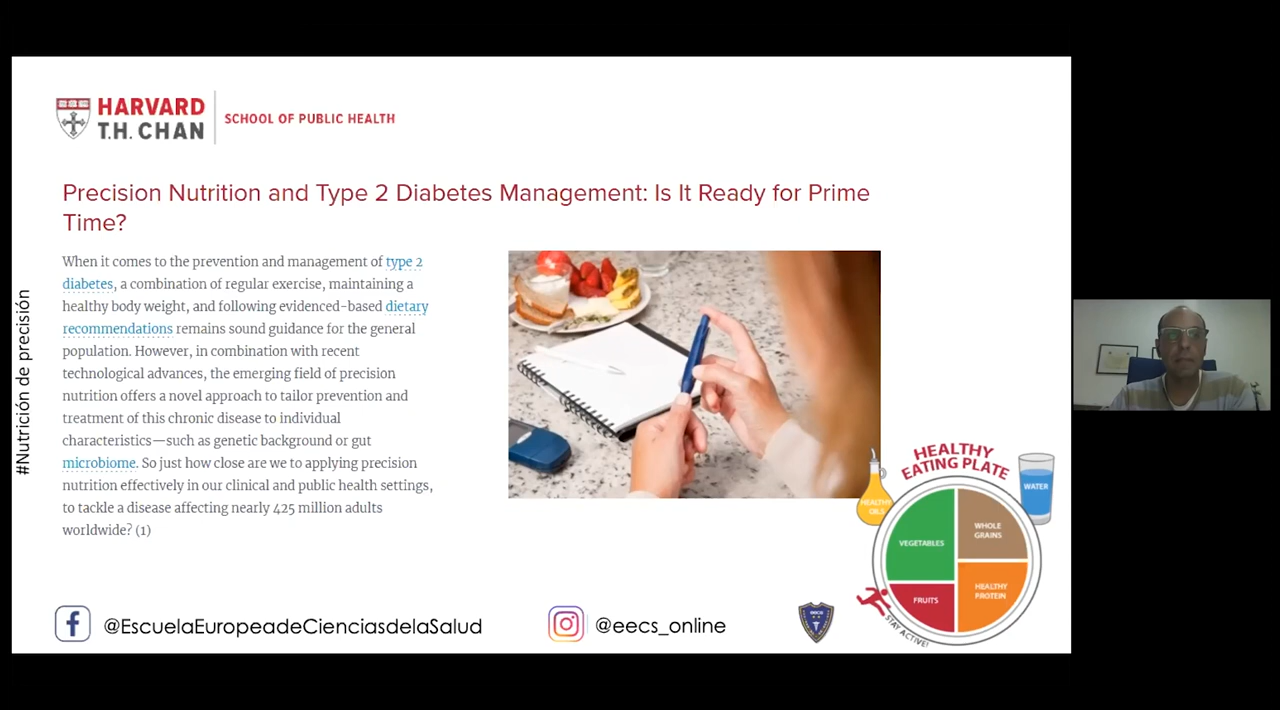 HARVARD
T.H. CHAN
SCHOOL OF PUBLIC HEALTH
Precision Nutrition and Type 2 Diabetes Management: Is It Ready for Prime
Time?
When it comes to the prevention and management of type 2
diabetes, a combination of regular exercise, maintaining a
healthy body weight, and following evidenced-based dietary
recommendations remains sound guidance for the general
population. However, in combination with recent
technological advances, the emerging field of precision
nutrition offers a novel approach to tailor prevention and
treatment of this chronic disease to individual
characteristics—such as genetic background or gut
microbiome. So just how close are we to applying precision
nutrition effectively in our clinical and public health settings,
to tackle a disease affecting nearly 425 million adults
worldwide? (1)
#Nutrición de precisión
HEALTHY
EATING PLATE
HEALTHY
OILS
WATER
VEGETABLES
WHOLE
GRAINS
FRUITS
HEALTHY
PROTEIN
STAY ACTIVE!
@EscuelaEuropeadeCienciasdelaSalud
@eecs_online